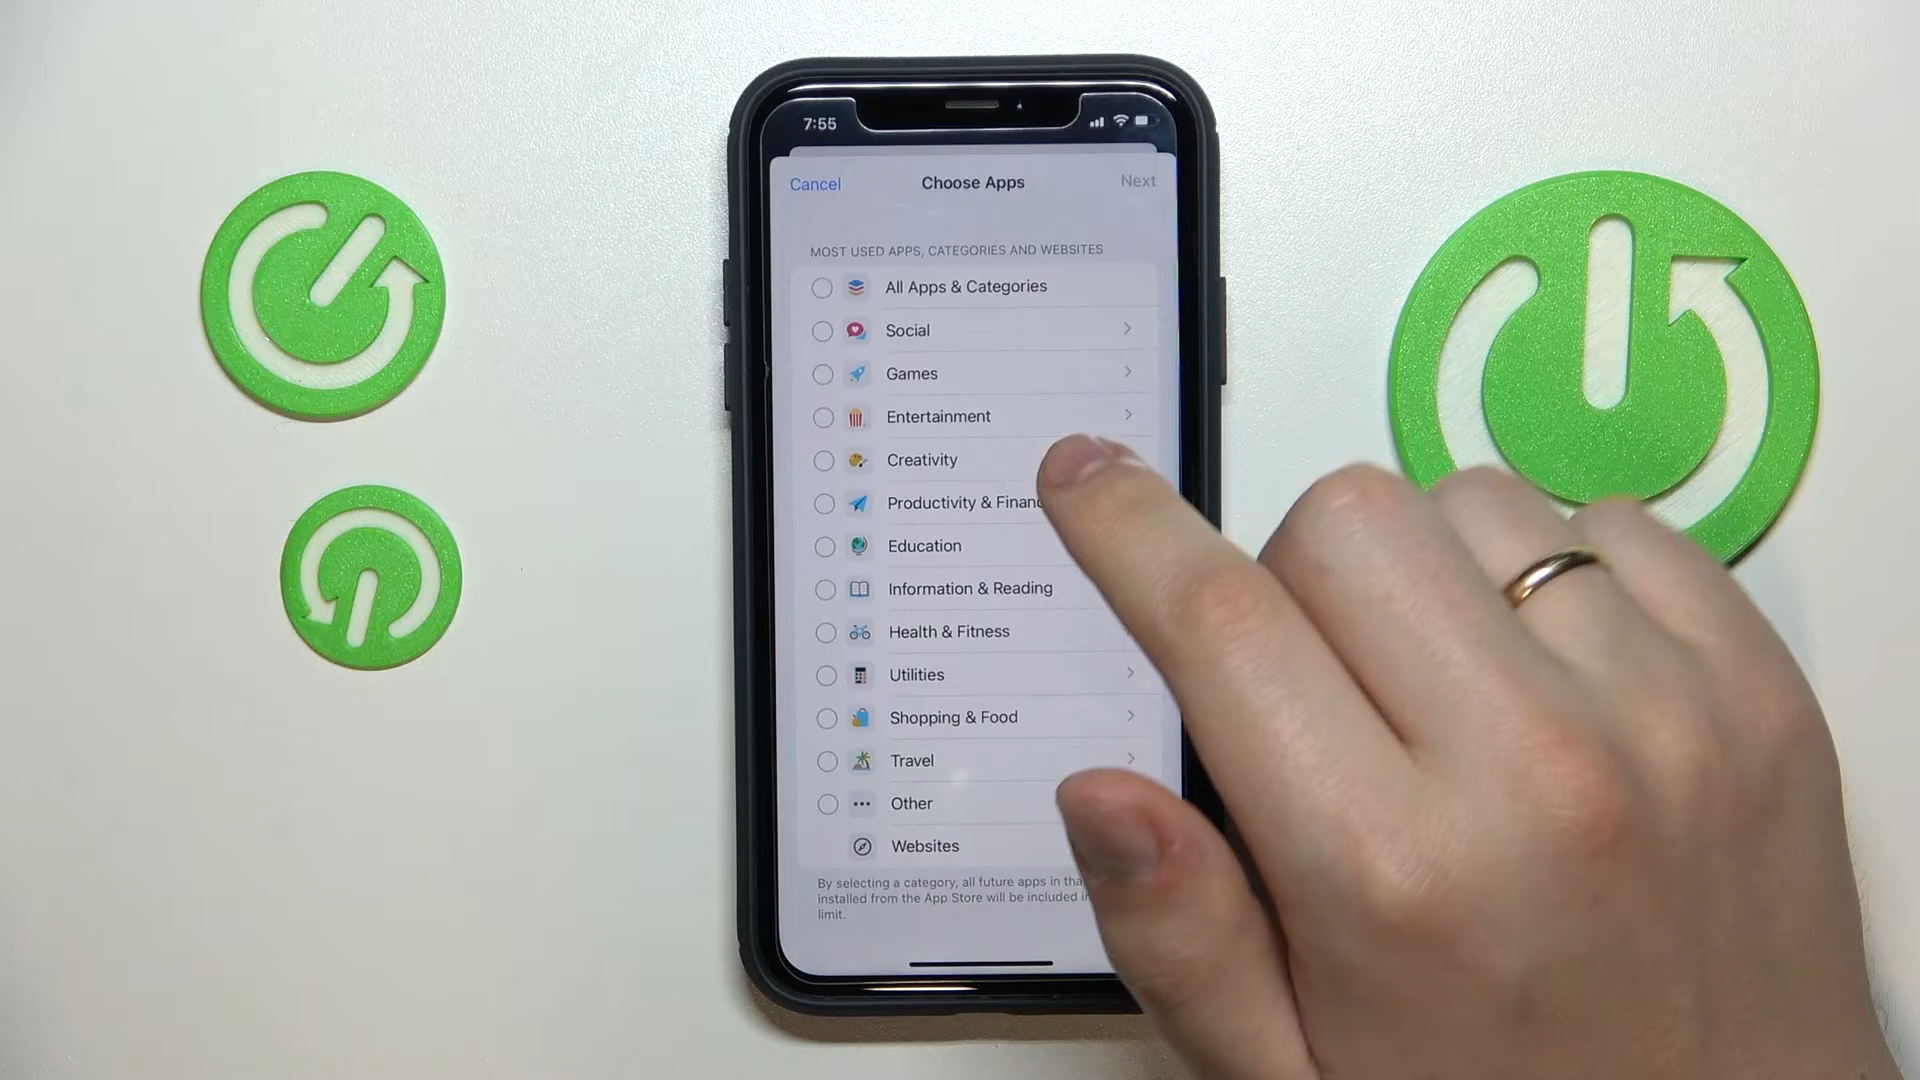 7:55
Cancel
Choose Apps
Next
MOST USED APPS, CATEGORIES AND WEBSITES
All Apps & Categories
Social
Games
Entertainment
Creativity
Productivity &
Education
Information & Reading
Health & Fitness
Utilities
Shopping & Food
Travel
Other
Websites
By selecting a category, all future apps in
installed from the App Store will be included
limit.